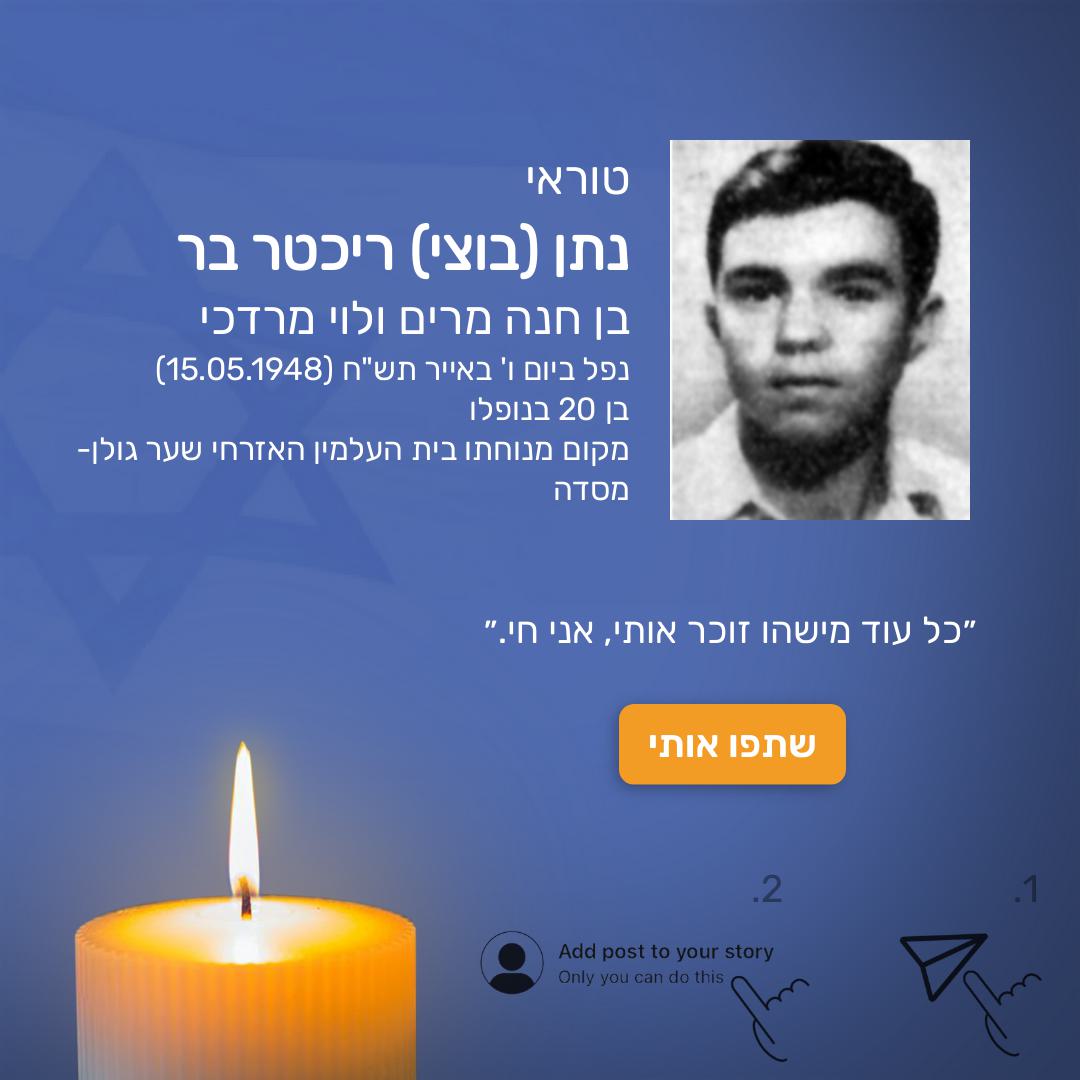 טוראי
נתן (בוצי) ריכטר בר
בן חנה מרים ולוי מרדכי
נפל ביום ו' באייר תש"ח (15.05.1948)
בן 20 בנופלו
מקום מנוחתו בית העלמין האזרחי שער גולן-
מסדה
״כל עוד מישהו זוכר אותי, אני חי.״
שתפו אותי
.1
.2
Add post to your story
Only you can do this